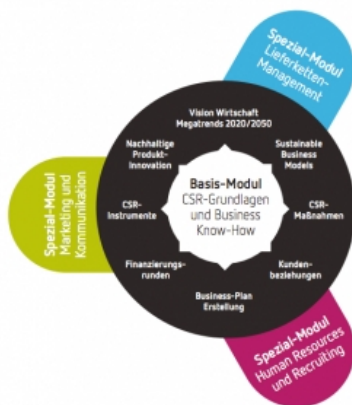 Spezial-Modul
Lieferketten-
Management
Vision Wirtschaft
Megatrends 2020/2050
Nachhaltige
Produkt-
innovation
Sustainable
Business
Models
Spezial-Modul
Marketing und
Kommunikation
CSR-
Instrumente
Basis-Modul
CSR-Grundlagen
und Business
Know-How
CSR-
Maßnahmen
Finanzierungs-
runden
Kunden-
beziehungen
Business-Plan
Erstellung
Spezial-Modul
Human Resources
und Recruiting